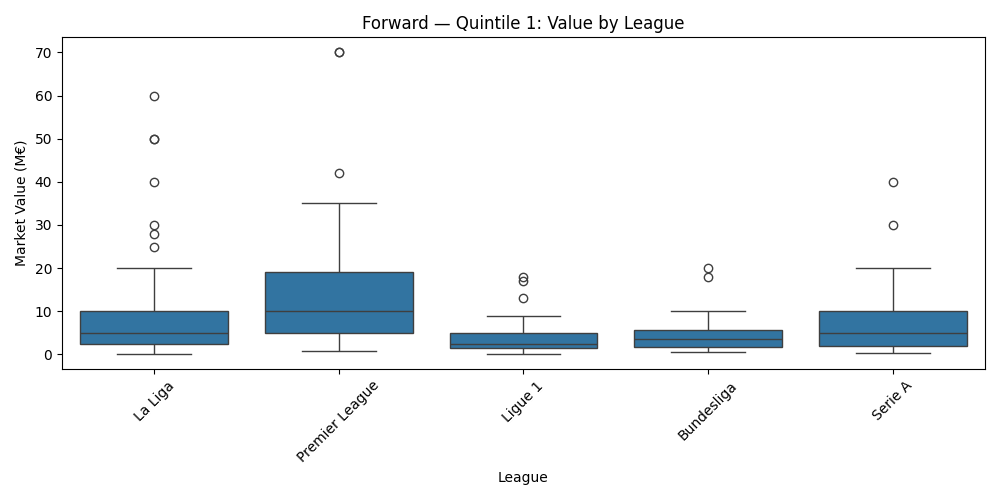 Forward — Quintile 1: Value by League
Market Value (M€)
70
60
50
40
30
20
10
0
La Liga
Premier League
Ligue 1
Bundesliga
Serie A
League